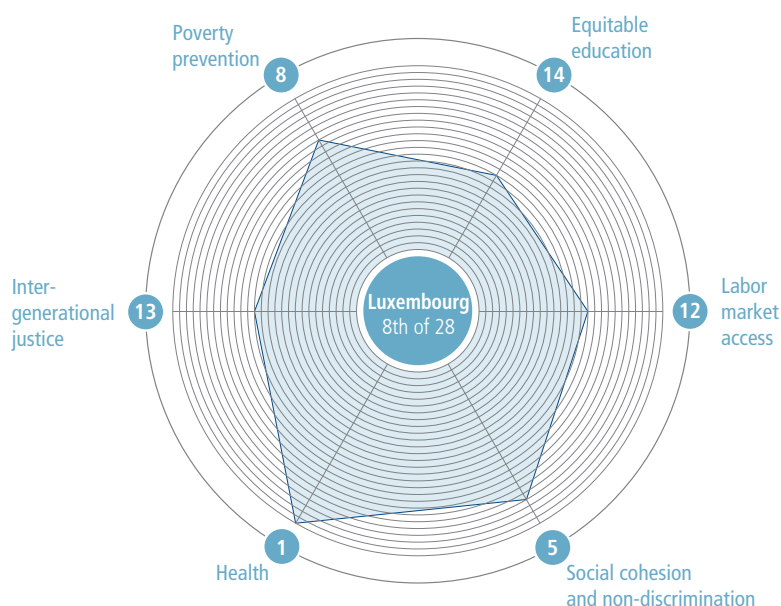 Poverty
prevention
8
Equitable
education
14
Inter-
generational
justice
13
Luxembourg
8th of 28
12
Labor
market
access
1
Health
5
Social cohesion
and non-discrimination